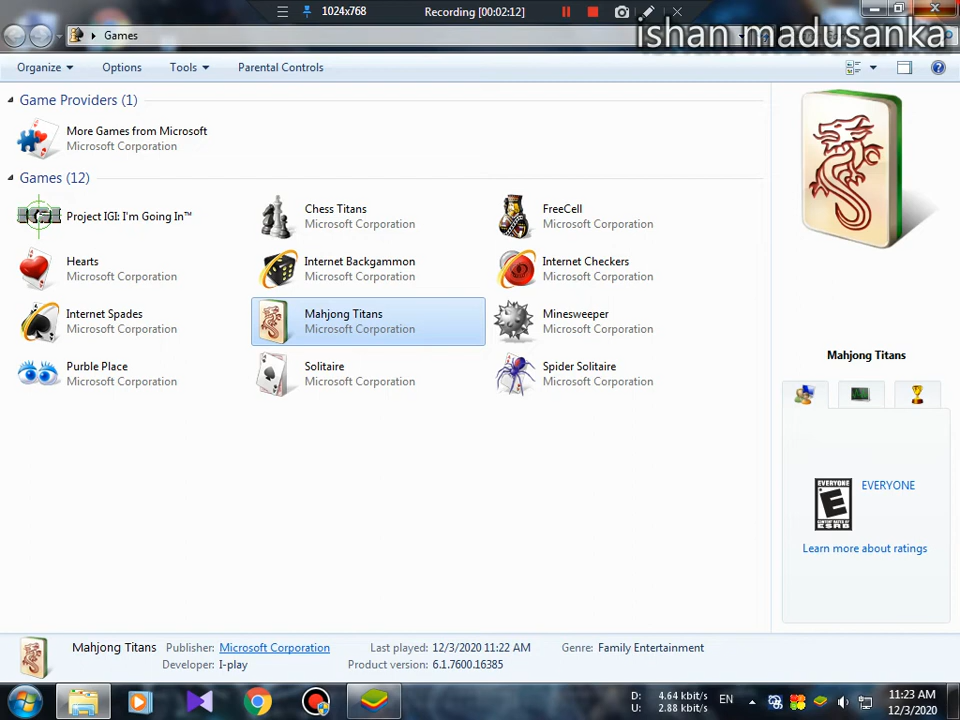 1024x768
Recording [00:02:12]
ishan madusanka
Games
Organize
Options
Tools
Parental Controls
Game Providers (1)
More Games from Microsoft
Microsoft Corporation
Games (12)
Project IGI: I'm Going In™
Chess Titans
Microsoft Corporation
FreeCell
Microsoft Corporation
Hearts
Microsoft Corporation
Internet Backgammon
Microsoft Corporation
Internet Checkers
Microsoft Corporation
Internet Spades
Microsoft Corporation
Mahjong Titans
Microsoft Corporation
Minesweeper
Microsoft Corporation
Purble Place
Microsoft Corporation
Solitaire
Microsoft Corporation
Spider Solitaire
Microsoft Corporation
Mahjong Titans
EVERYONE
E
EVERYONE
Learn more about ratings
Mahjong Titans Publisher: Microsoft Corporation Last played: 12/3/2020 11:22 AM Genre: Family Entertainment
Developer: I-play Product version: 6.1.7600.16385
D: 4.64 kbit/s
U: 2.88 kbit/s
EN
11:23 AM
12/3/2020